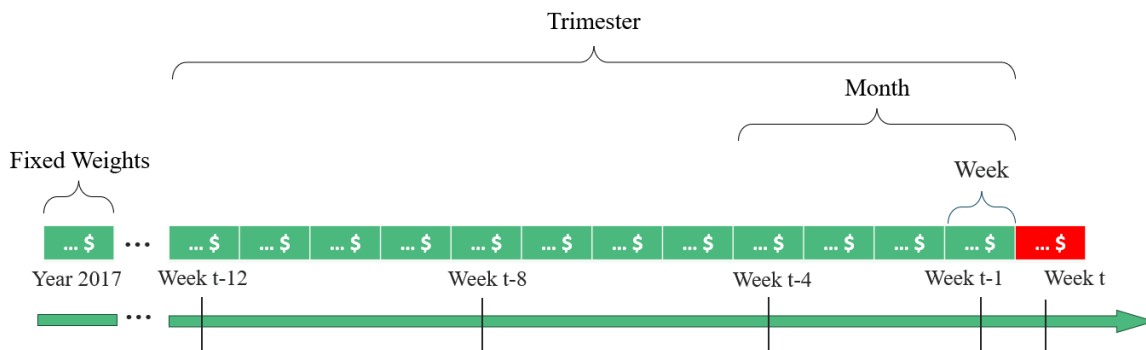 Trimester
Month
Fixed Weights
Week
... $ ... ... $ ... $ ... $ ... $ ... $ ... $ ... $ ... $ ... $ ... $ ... $ ... $ ... $
Year 2017 Week t-12 Week t-8 Week t-4 Week t-1 Week t
...